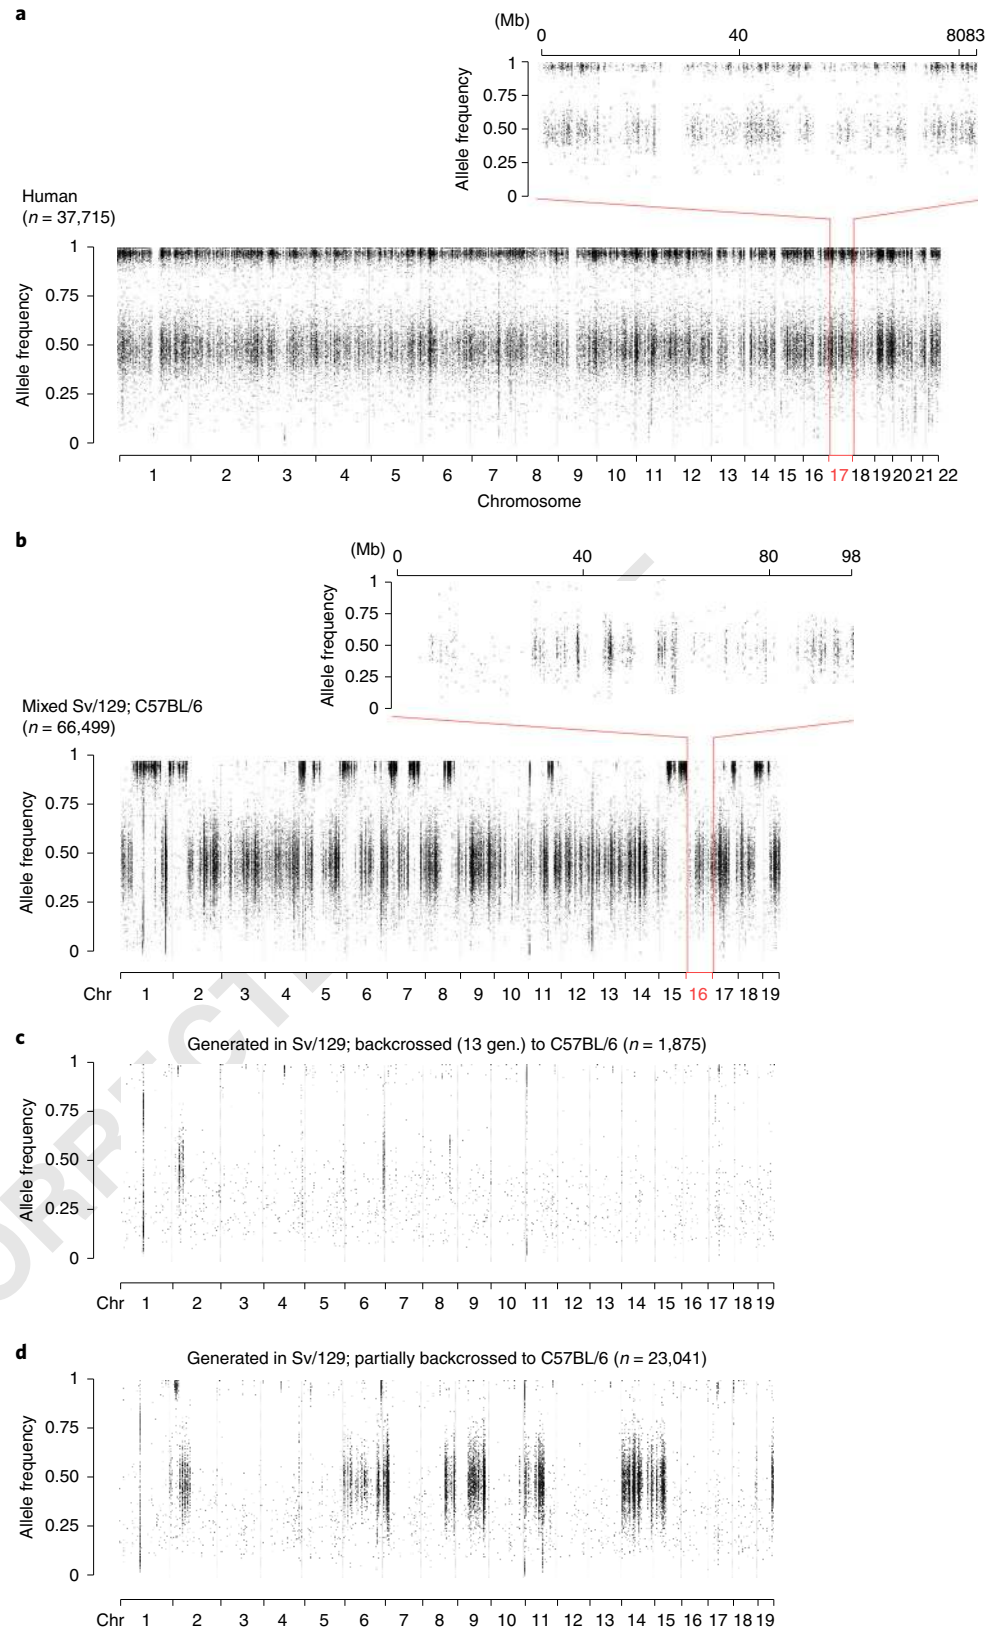 a
(Mb)
0 40 8083
1
0.75
0.50
0.25
0
Allele frequency
Human
(n = 37,715)
1
0.75
0.50
0.25
0
Allele frequency
1 2 3 4 5 6 7 8 9 10 11 12 13 14 15 16 17 18 19 20 21 22
Chromosome
b
(Mb) 0 40 80 98
1
0.75
0.50
0.25
0
Allele frequency
Mixed Sv/129; C57BL/6
(n = 66,499)
1
0.75
0.50
0.25
0
Allele frequency
Chr 1 2 3 4 5 6 7 8 9 10 11 12 13 14 15 16 17 18 19
c
Generated in Sv/129; backcrossed (13 gen.) to C57BL/6 (n = 1,875)
1
0.75
0.50
0.25
0
Allele frequency
Chr 1 2 3 4 5 6 7 8 9 10 11 12 13 14 15 16 17 18 19
d
Generated in Sv/129; partially backcrossed to C57BL/6 (n = 23,041)
1
0.75
0.50
0.25
0
Allele frequency
Chr 1 2 3 4 5 6 7 8 9 10 11 12 13 14 15 16 17 18 19